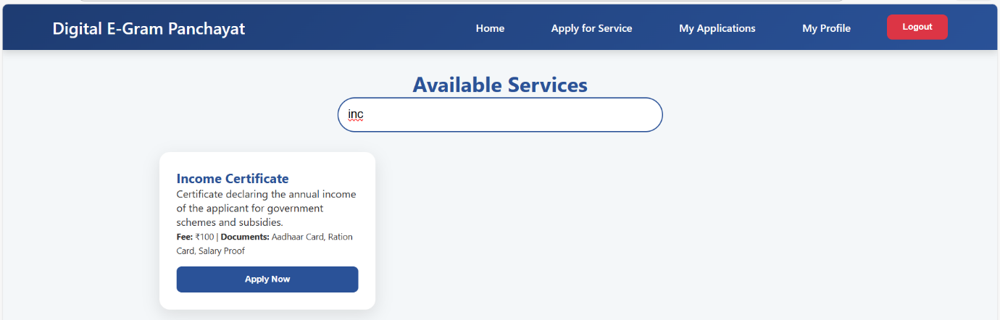 Digital E-Gram Panchayat
Home
Apply for Service
My Applications
My Profile
Logout
Available Services
inc
Income Certificate
Certificate declaring the annual income
of the applicant for government
schemes and subsidies.
Fee: ₹100 | Documents: Aadhaar Card, Ration
Card, Salary Proof
Apply Now